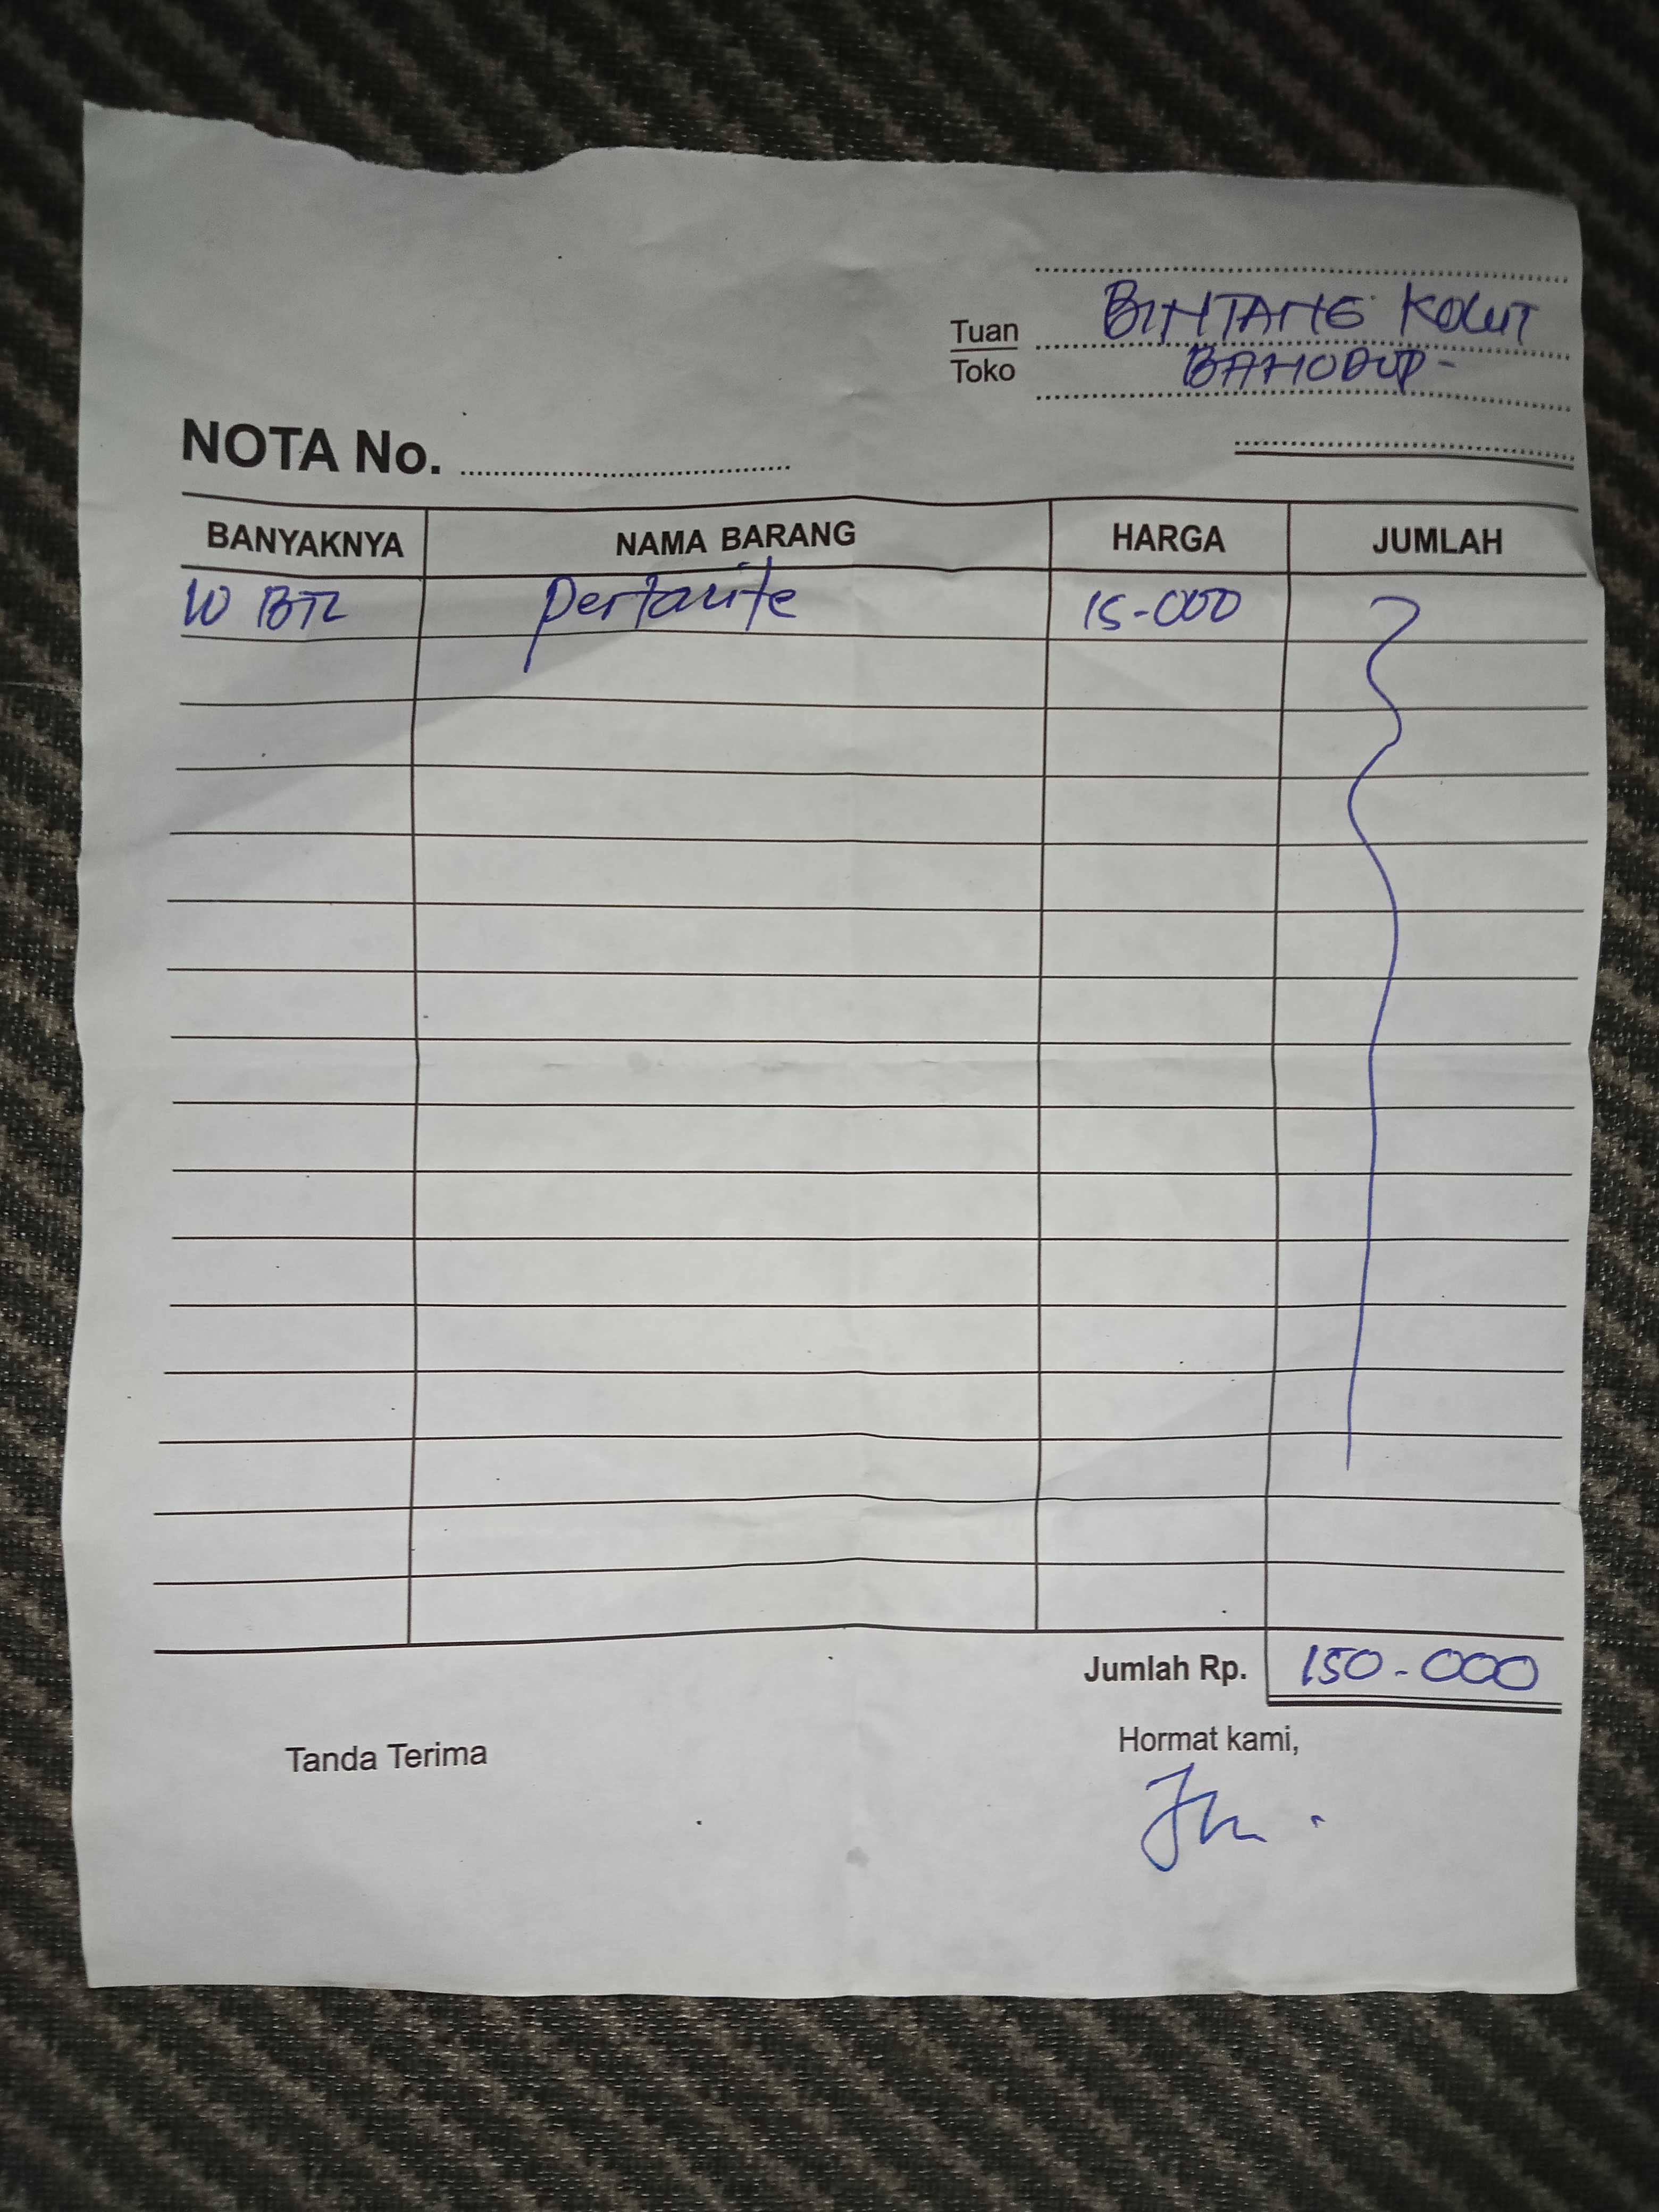 Tuan BINTANG KOLUT
Toko BAHODOP-
NOTA No.
BANYAKNYA NAMA BARANG HARGA JUMLAH
10 BTL Pertalite 15-000
Jumlah Rp. 150-000
Tanda Terima Hormat kami,